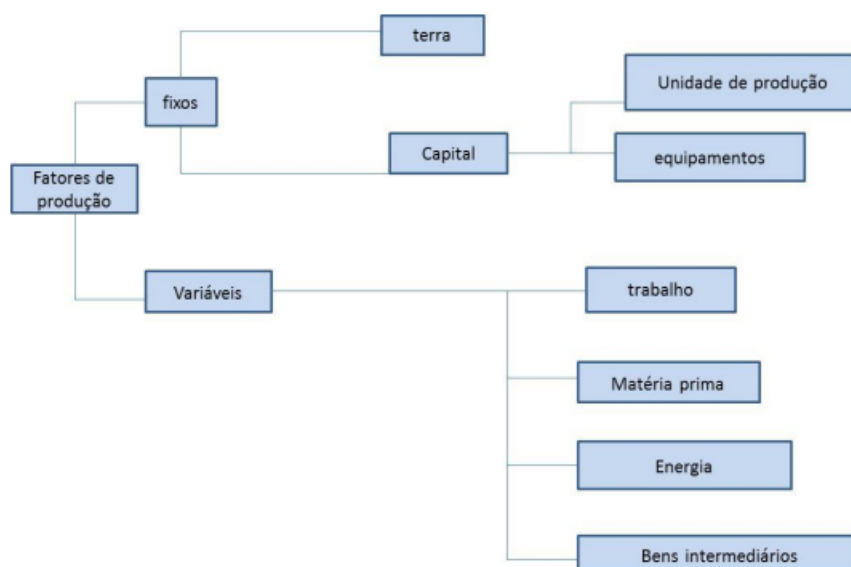 terra
fixos
Unidade de produção
Capital
equipamentos
Fatores de
produção
Variáveis
trabalho
Matéria prima
Energia
Bens intermediários